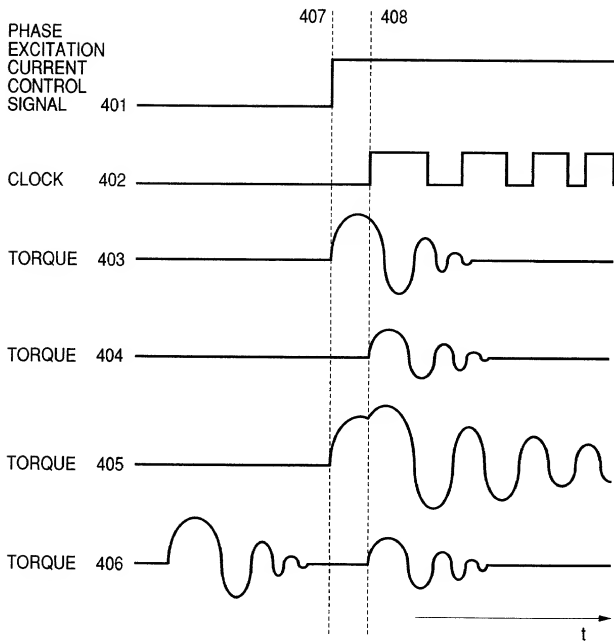 407 408
PHASE
EXCITATION
CURRENT
CONTROL
SIGNAL 401
CLOCK 402
TORQUE 403
TORQUE 404
TORQUE 405
TORQUE 406
t